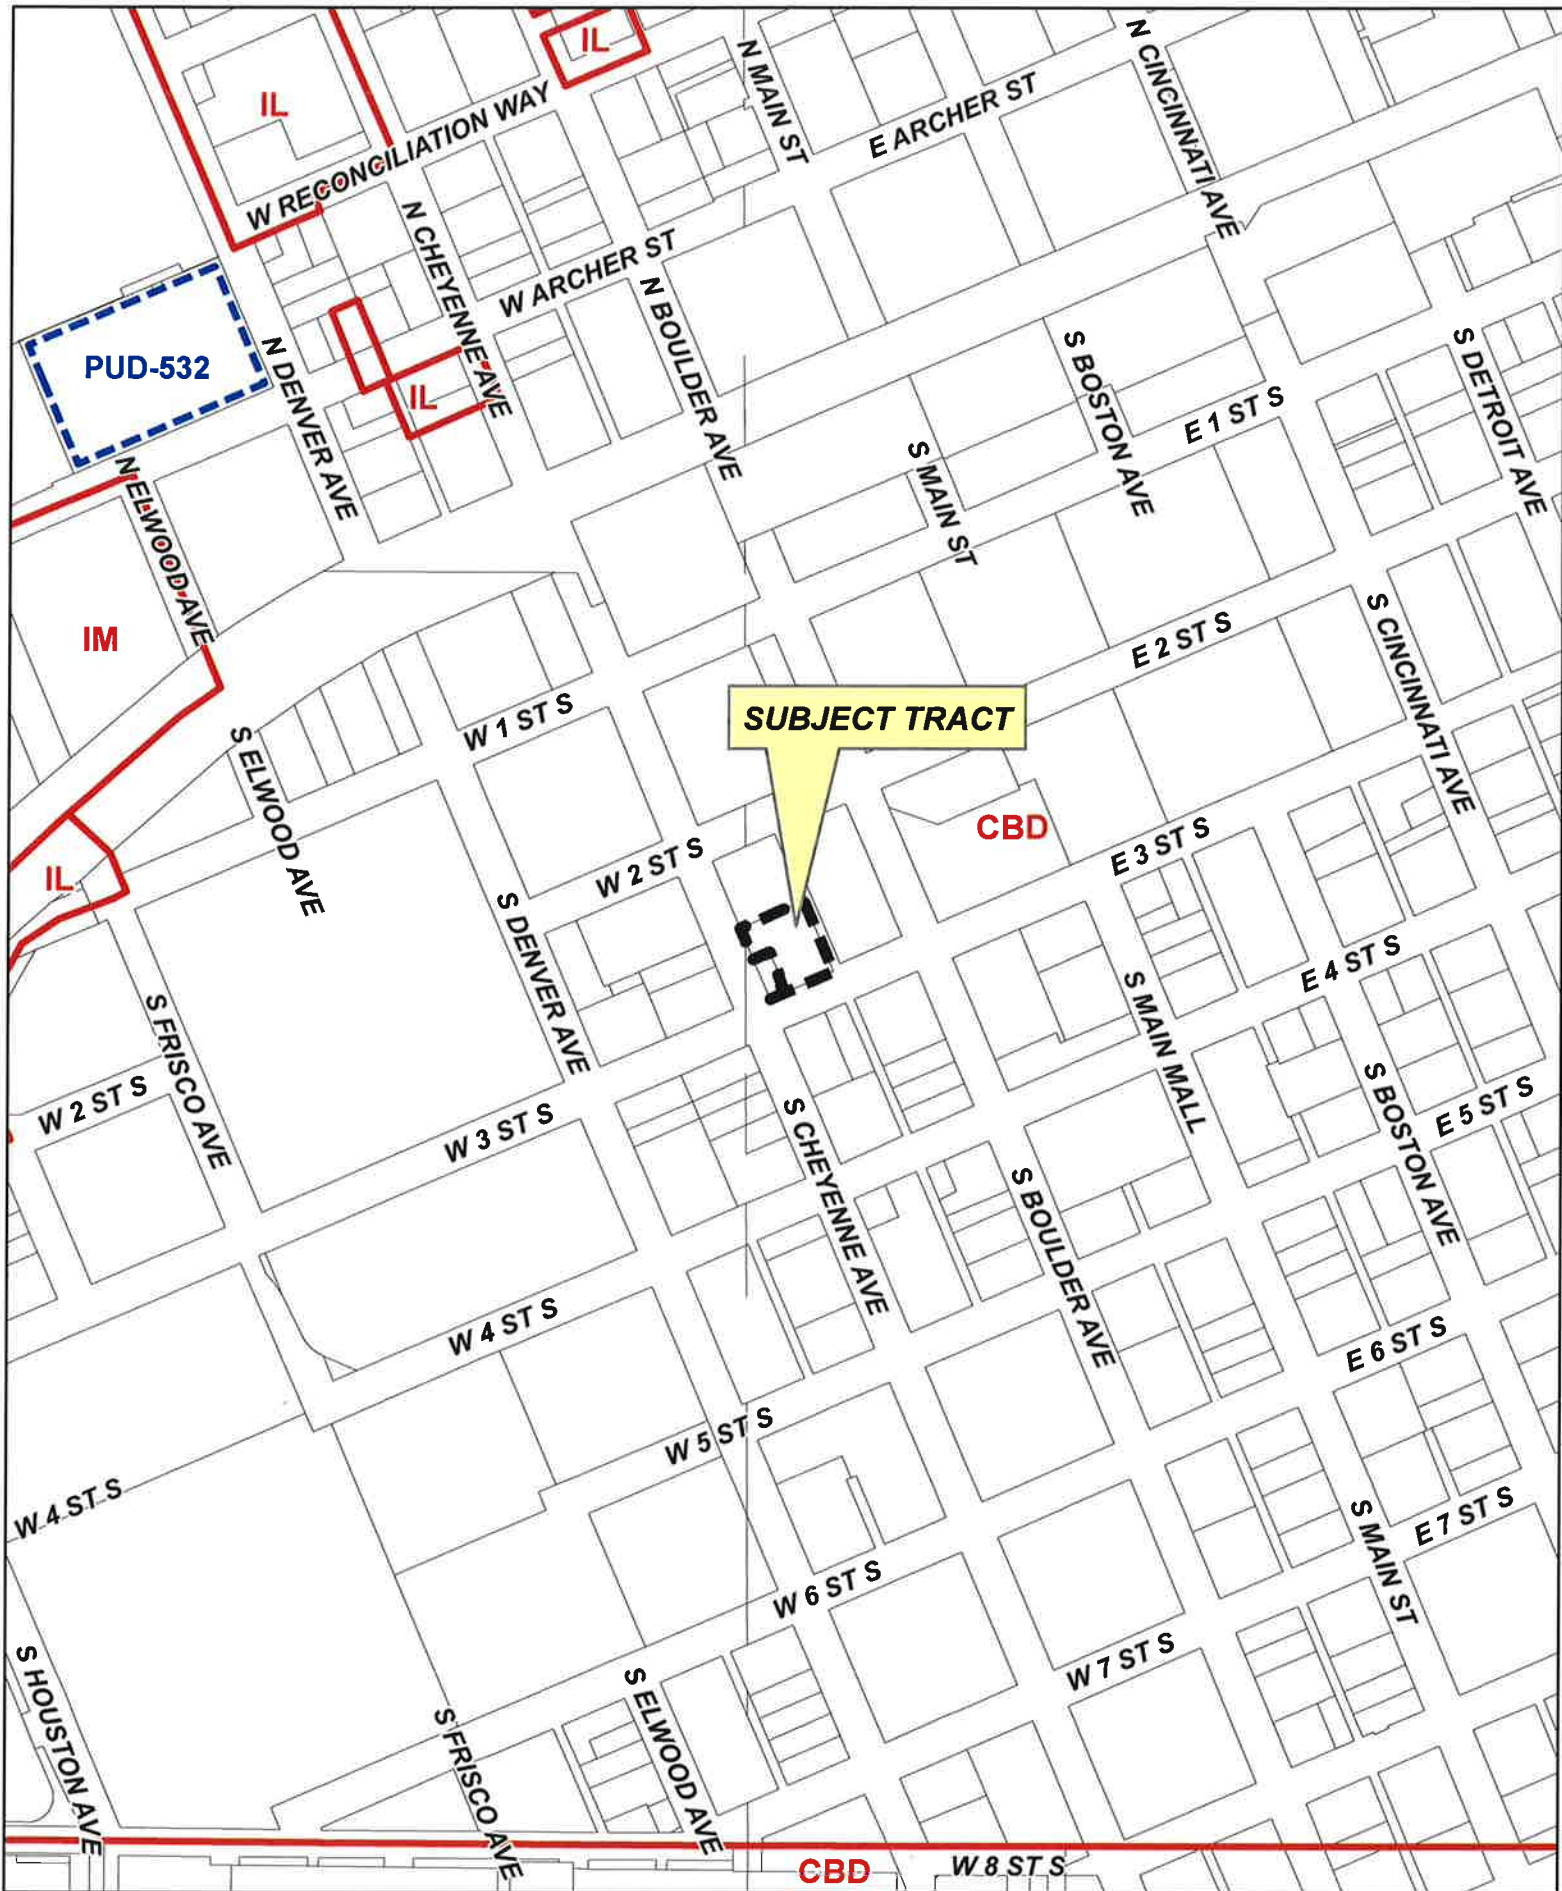 IL
N MAIN ST
N CINCINNATI AVE
IL
W RECONCILIATION WAY
E ARCHER ST
N CHEYENNE AVE
W ARCHER ST
N BOULDER AVE
PUD-532
N DENVER AVE
IL
S BOSTON AVE
E 1 ST S
S DETROIT AVE
S MAIN ST
N ELWOOD AVE
IM
E 2 ST S
S CINCINNATI AVE
W 1 ST S
SUBJECT TRACT
S ELWOOD AVE
CBD
E 3 ST S
W 2 ST S
IL
S DENVER AVE
E 4 ST S
S FRISCO AVE
S MAIN MALL
W 2 ST S
W 3 ST S
S CHEYENNE AVE
S BOSTON AVE
E 5 ST S
S BOULDER AVE
W 4 ST S
E 6 ST S
W 5 ST S
W 4 ST S
S MAIN ST
E 7 ST S
W 6 ST S
W 7 ST S
S HOUSTON AVE
S ELWOOD AVE
S FRISCO AVE
CBD
W 8 ST S